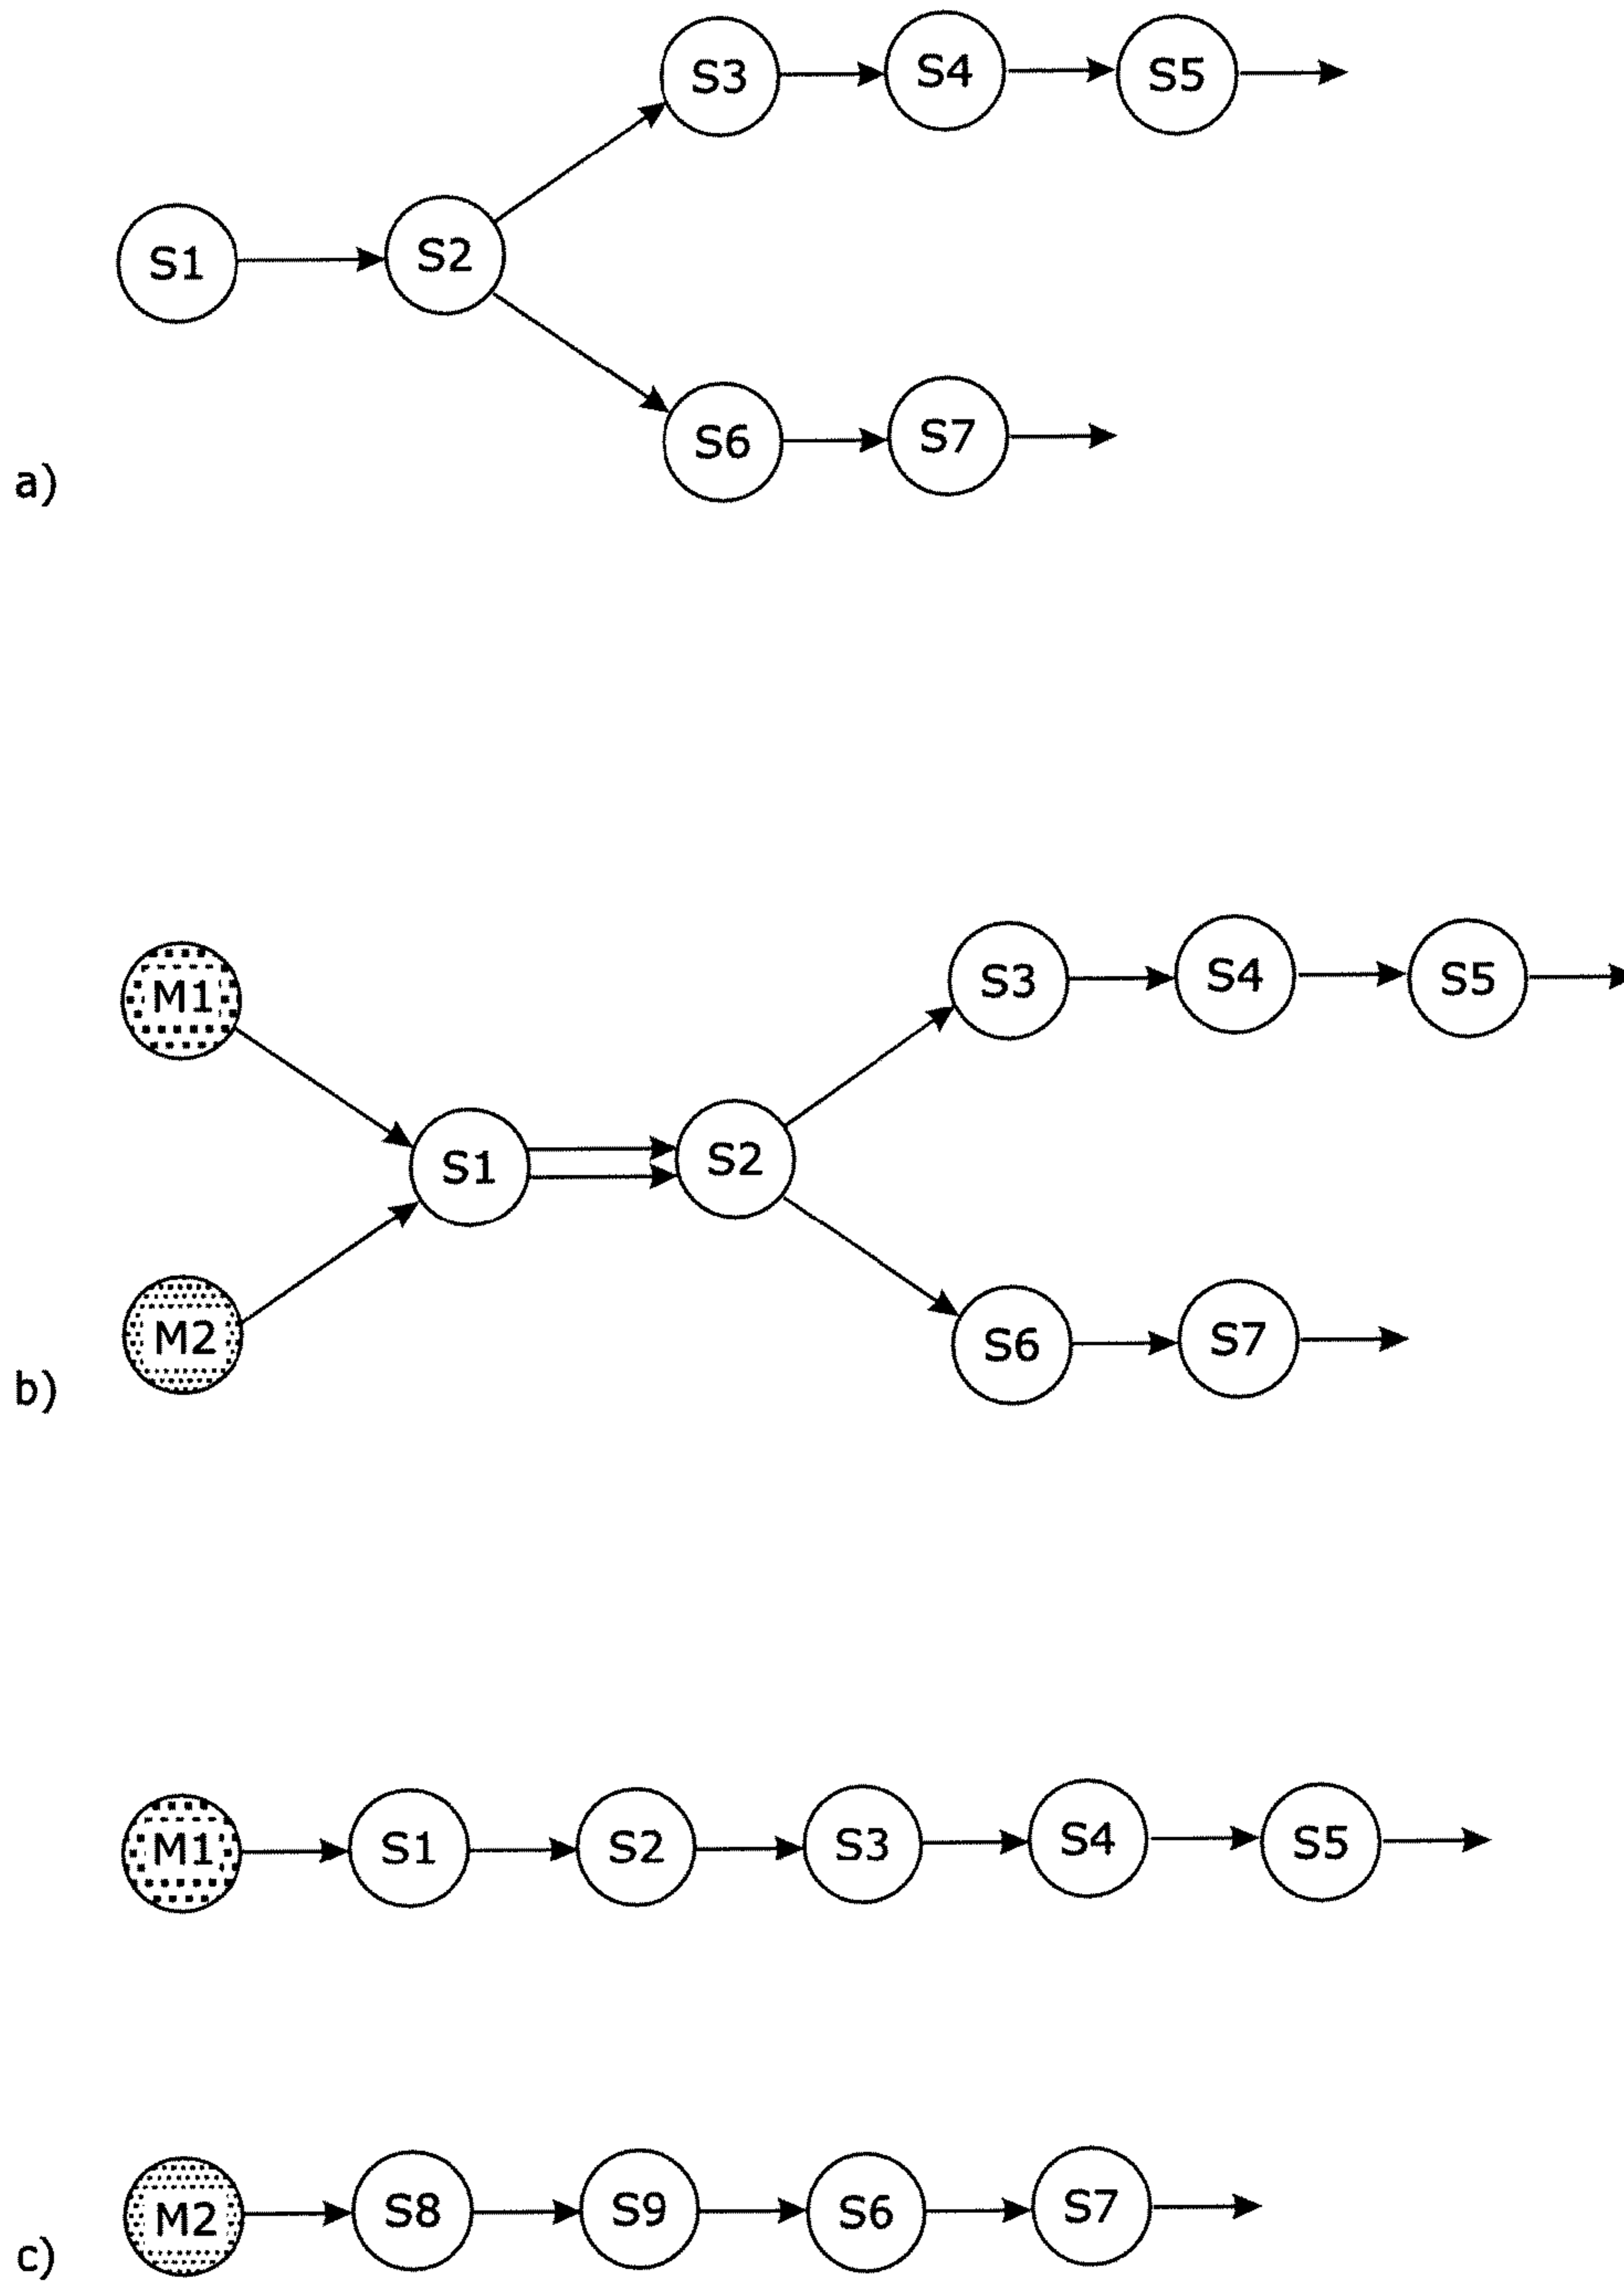 S3 S4 S5
S1 S2
S6 S7
a)
M1 S3 S4 S5
S1 S2
M2 S6 S7
b)
M1 S1 S2 S3 S4 S5
M2 S8 S9 S6 S7
c)